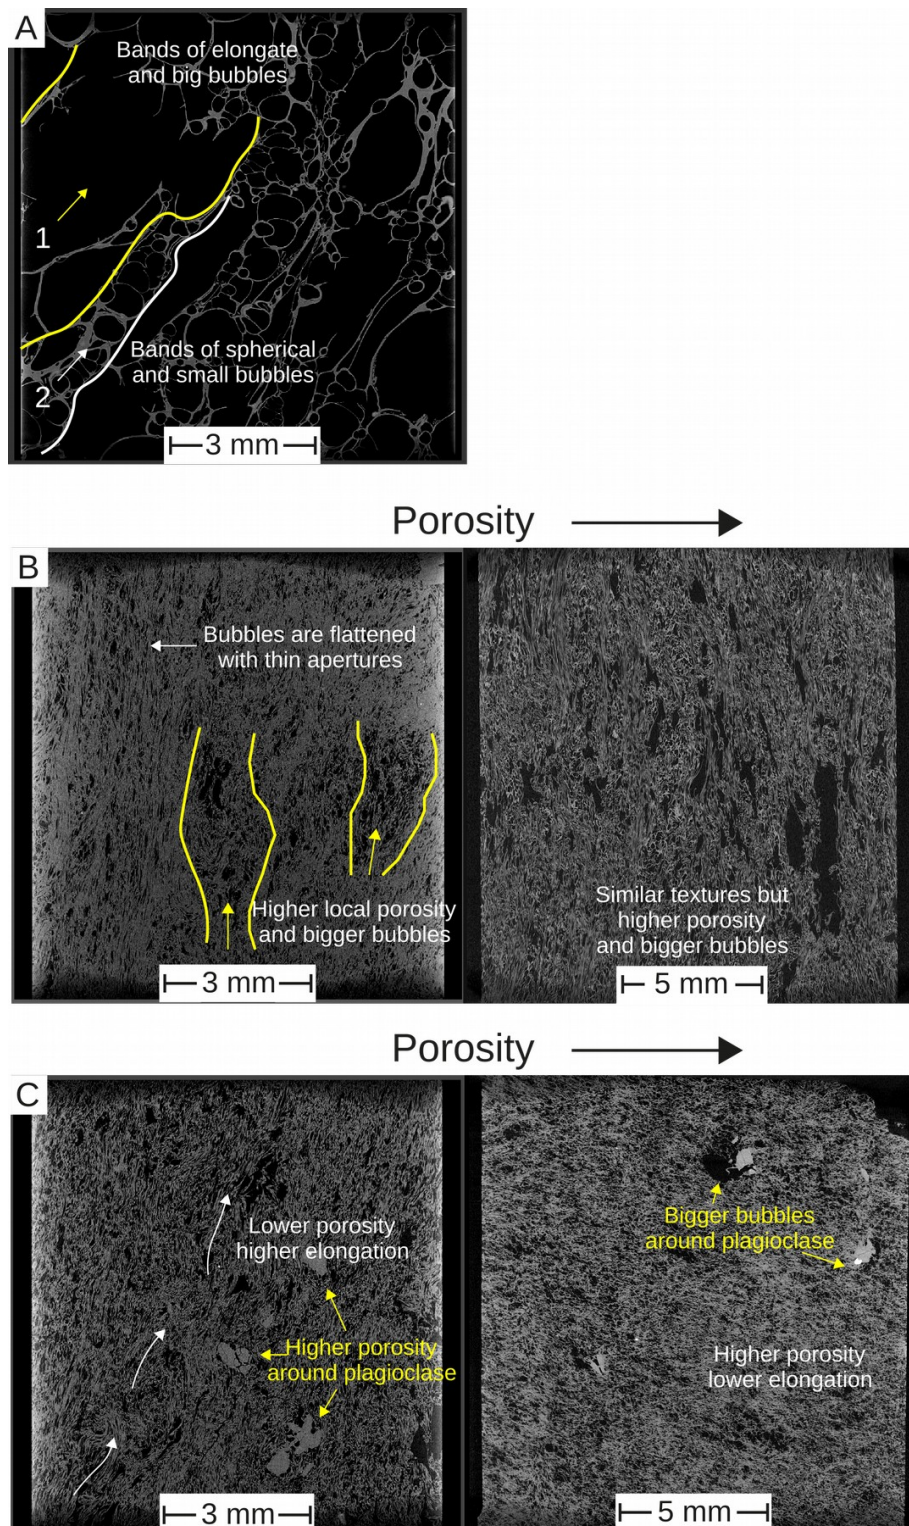 A
Bands of elongate
and big bubbles
1
2
Bands of spherical
and small bubbles
3 mm
Porosity
B
Bubbles are flattened
with thin apertures
Higher local porosity
and bigger bubbles
3 mm
Similar textures but
higher porosity
and bigger bubbles
5 mm
Porosity
C
Lower porosity
higher elongation
Higher porosity
around plagioclase
3 mm
Bigger bubbles
around plagioclase
Higher porosity
lower elongation
5 mm